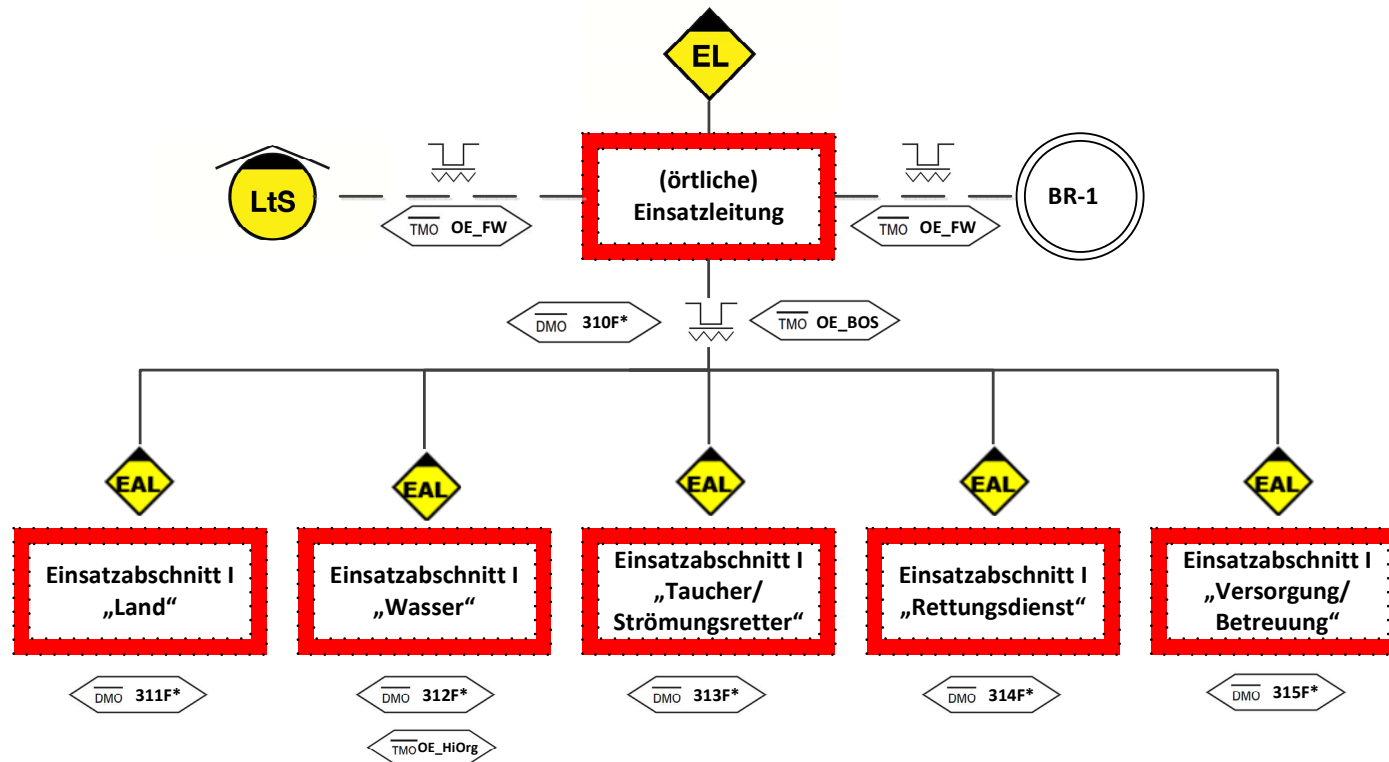 EL
(örtliche)
Einsatzleitung
LtS
TMO OE_FW
TMO OE_FW
BR-1
DMO 310F*
TMO OE_BOS
EAL
EAL
EAL
EAL
EAL
Einsatzabschnitt I
„Land“
Einsatzabschnitt I
„Wasser“
Einsatzabschnitt I
„Taucher/
Strömungsretter“
Einsatzabschnitt I
„Rettungsdienst“
Einsatzabschnitt I
„Versorgung/
Betreuung“
DMO 311F*
DMO 312F*
DMO 313F*
DMO 314F*
DMO 315F*
TMO OE_HiOrg